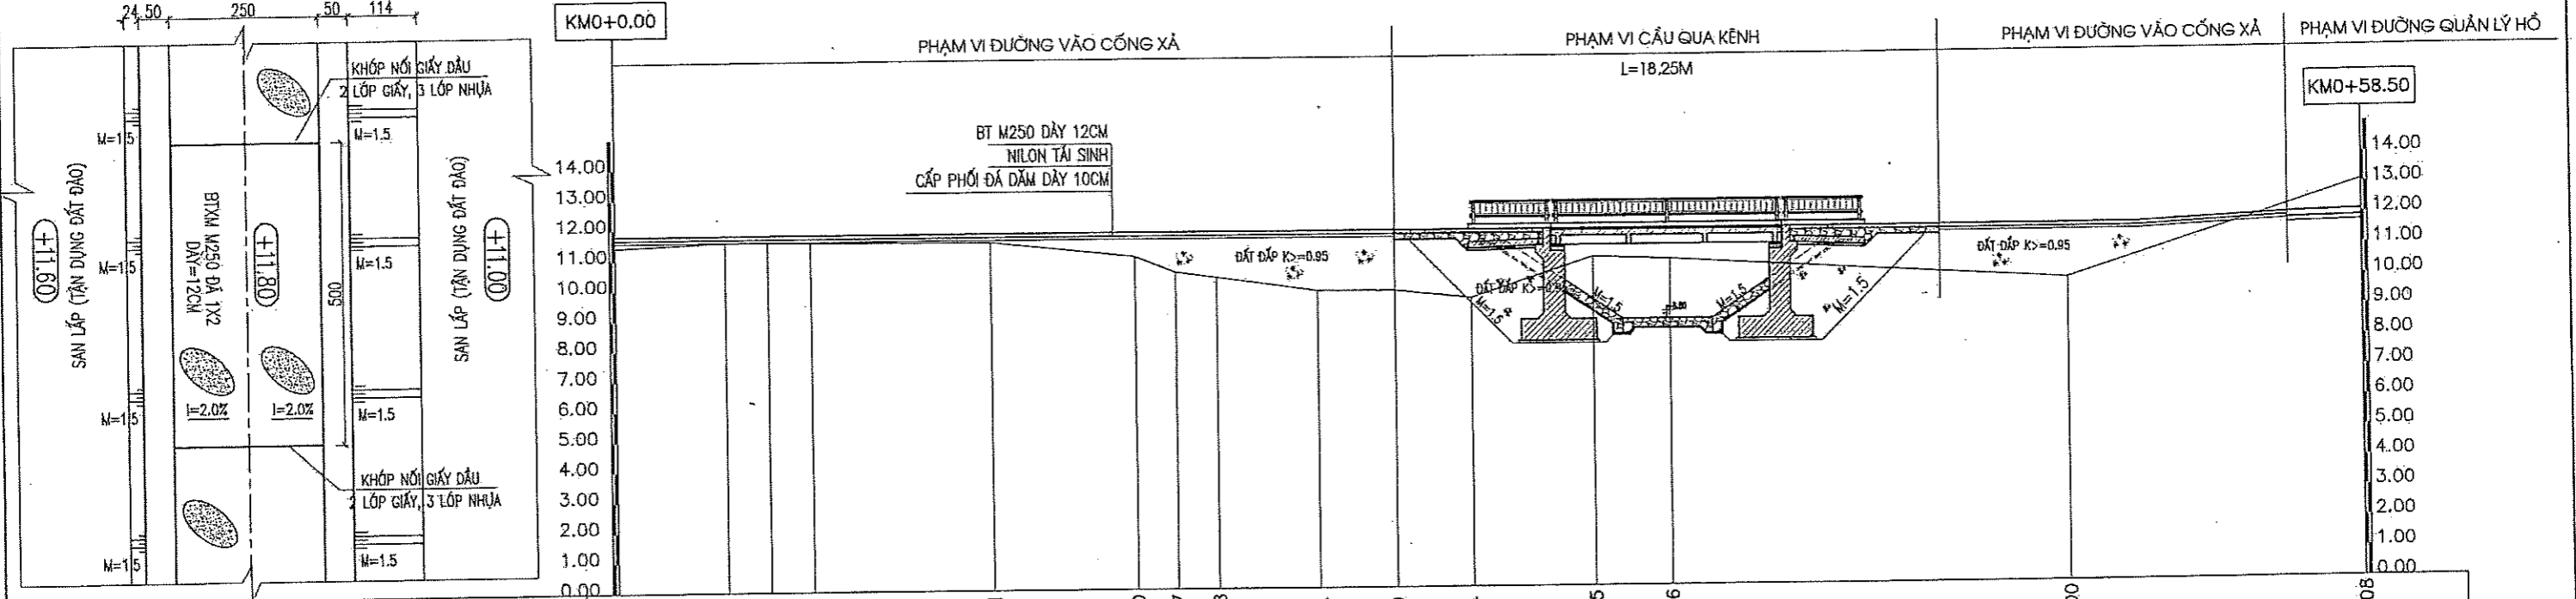 24 50 250 50 114
KHỚP NỐI GIẤY DẦU
2 LỚP GIẤY, 3 LỚP NHỰA
M=1.5
M=1.5
M=1.5
M=1.5
SAN LẤP (TẬN DỤNG ĐẤT ĐÀO)
+11.60
BTXM M250 ĐÁ 1X2
DÀY=12CM
+11.80
500
I=2.0%
I=2.0%
M=1.5
M=1.5
M=1.5
M=1.5
SAN LẤP (TẬN DỤNG ĐẤT ĐÀO)
+11.00
KHỚP NỐI GIẤY DẦU
2 LỚP GIẤY, 3 LỚP NHỰA
KM0+0.00
PHẠM VI ĐƯỜNG VÀO CỐNG XẢ
PHẠM VI CẦU QUA KÊNH
L=18,25M
PHẠM VI ĐƯỜNG VÀO CỐNG XẢ
PHẠM VI ĐƯỜNG QUẢN LÝ HỒ
KM0+58.50
BT M250 DÀY 12CM
NILON TÁI SINH
CẤP PHỐI ĐÁ DĂM DÀY 10CM
14.00
13.00
12.00
11.00
10.00
9.00
8.00
7.00
6.00
5.00
4.00
3.00
2.00
1.00
0.00
ĐẤT ĐẮP K>=0.95
M=1.5
M=1.5
M=1.5
M=1.5
ĐẤT ĐẮP K>=0.95
14.00
13.00
12.00
11.00
10.00
9.00
8.00
7.00
6.00
5.00
4.00
3.00
2.00
1.00
0.00